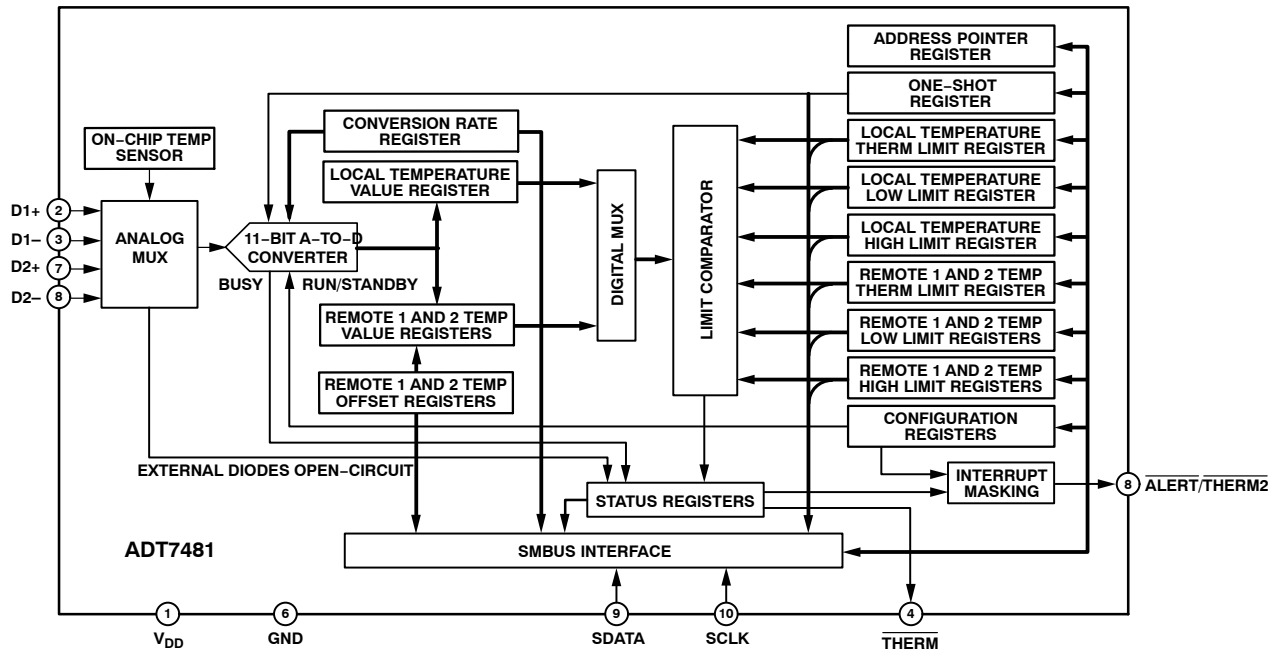 ADDRESS POINTER
REGISTER
ONE–SHOT
REGISTER
CONVERSION RATE
REGISTER
ON–CHIP TEMP
SENSOR
LOCAL TEMPERATURE
THERM LIMIT REGISTER
LOCAL TEMPERATURE
VALUE REGISTER
LOCAL TEMPERATURE
LOW LIMIT REGISTER
D1+ 2
D1– 3
D2+ 7
D2– 8
ANALOG
MUX
11–BIT A–TO–D
CONVERTER
BUSY
RUN/STANDBY
DIGITAL MUX
LIMIT COMPARATOR
LOCAL TEMPERATURE
HIGH LIMIT REGISTER
REMOTE 1 AND 2 TEMP
THERM LIMIT REGISTER
REMOTE 1 AND 2 TEMP
VALUE REGISTERS
REMOTE 1 AND 2 TEMP
LOW LIMIT REGISTERS
REMOTE 1 AND 2 TEMP
OFFSET REGISTERS
REMOTE 1 AND 2 TEMP
HIGH LIMIT REGISTERS
CONFIGURATION
REGISTERS
EXTERNAL DIODES OPEN–CIRCUIT
INTERRUPT
MASKING
8 ALERT/THERM2
STATUS REGISTERS
ADT7481
SMBUS INTERFACE
1
6
9
10
4
VDD
GND
SDATA
SCLK
THERM